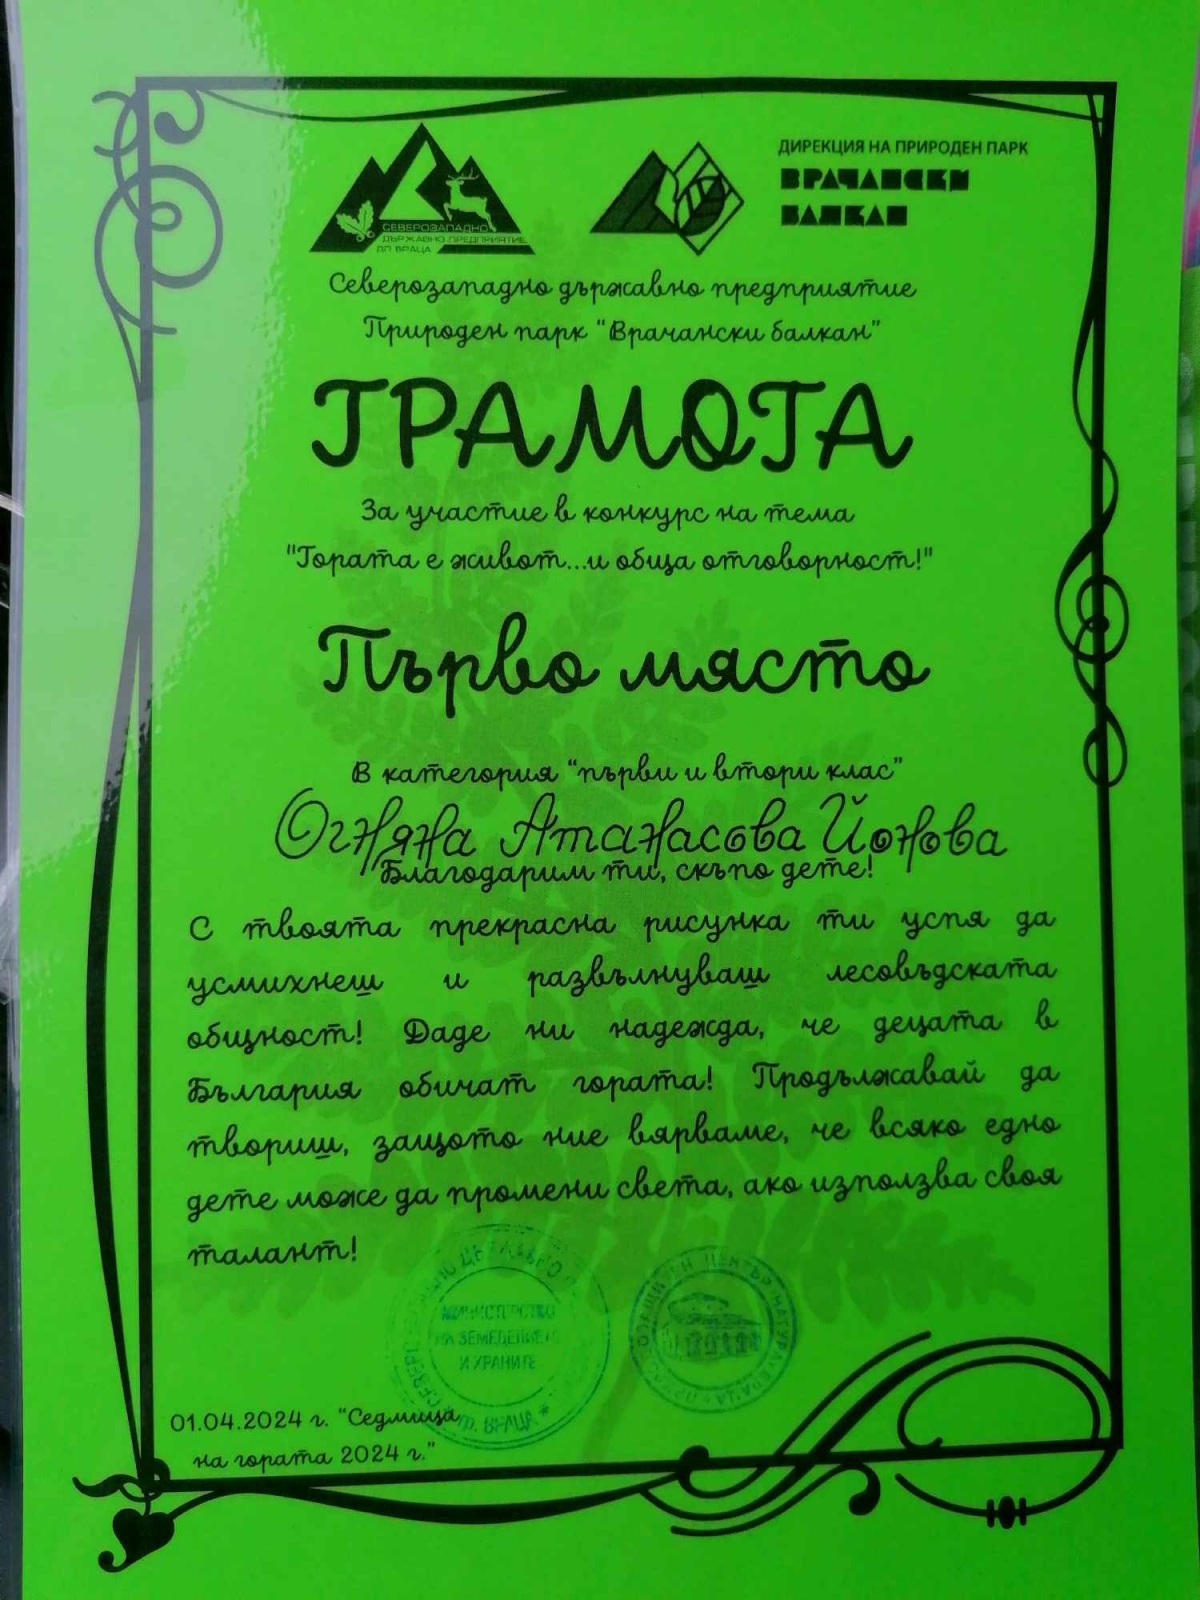 ДИРЕКЦИЯ НА ПРИРОДЕН ПАРК
ВРАЧАНСКИ
БАЛКАН
СЕВЕРОЗАПАДНО
ДЪРЖАВНО ПРЕДПРИЯТИЕ
ДП ВРАЦА
Северозападно държавно предприятие
Природен парк "Врачански балкан"
ГРАМОТА
За участие в конкурс на тема
"Гората е живот...и обща отговорност!"
Първо място
В категория "първи и втори клас"
Огняна Атанасова Йонова
Благодарим ти, скъпо дете!
С твоята прекрасна рисунка ти успя да
усмихнеш и развълнуваш лесовъдската
общност! Даде ни надежда, че децата в
България обичат гората! Продължавай да
твориш, защото ние вярваме, че всяко едно
дете може да промени света, ако използва своя
талант!
МИНИСТЕРСТВО
НА ЗЕМЕДЕЛИЕТО
И ХРАНИТЕ
гр. ВРАЦА
01.04.2024 г. "Седмица
на гората 2024 г."